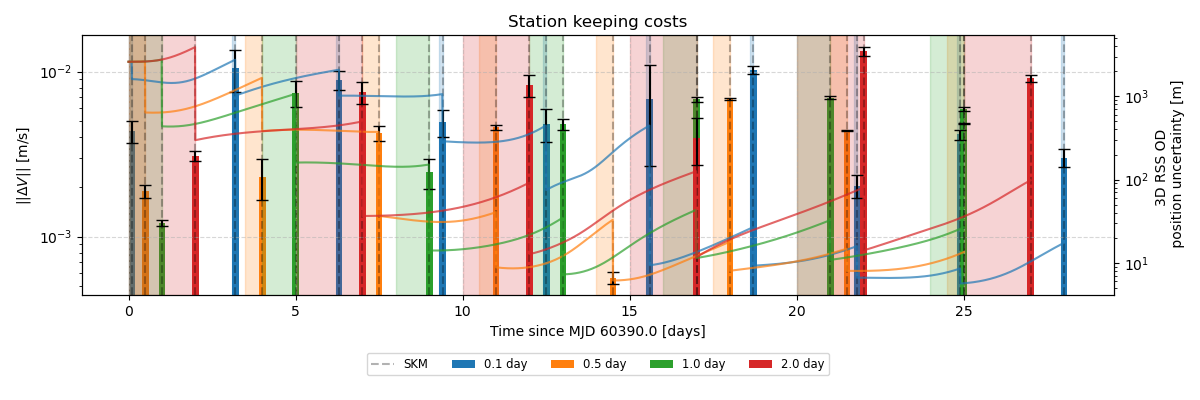 Station keeping costs
||ΔV|| [m/s]
10⁻²
10⁻³
10³
10²
10¹
3D RSS OD
position uncertainty [m]
0 5 10 15 20 25
Time since MJD 60390.0 [days]
SKM 0.1 day 0.5 day 1.0 day 2.0 day